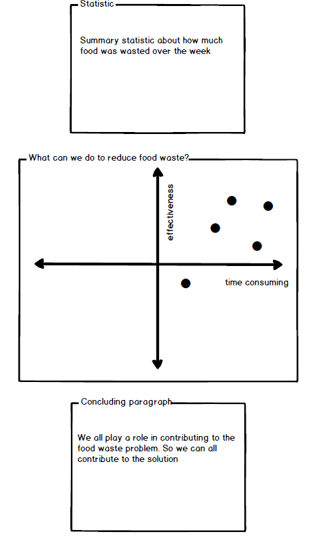 Statistic
Summary statistic about how much
food was wasted over the week
What can we do to reduce food waste?
effectiveness
time consuming
Concluding paragraph
We all play a role in contributing to the
food waste problem. So we can all
contribute to the solution